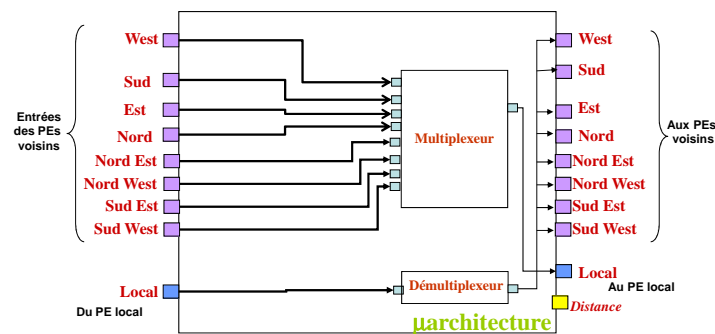 West
Sud
Est
Nord
Nord Est
Nord West
Sud Est
Sud West
Entrées
des PEs
voisins
Local
Du PE local
Multiplexeur
Démultiplexeur
µarchitecture
West
Sud
Est
Nord
Nord Est
Nord West
Sud Est
Sud West
Aux PEs
voisins
Local
Au PE local
Distance